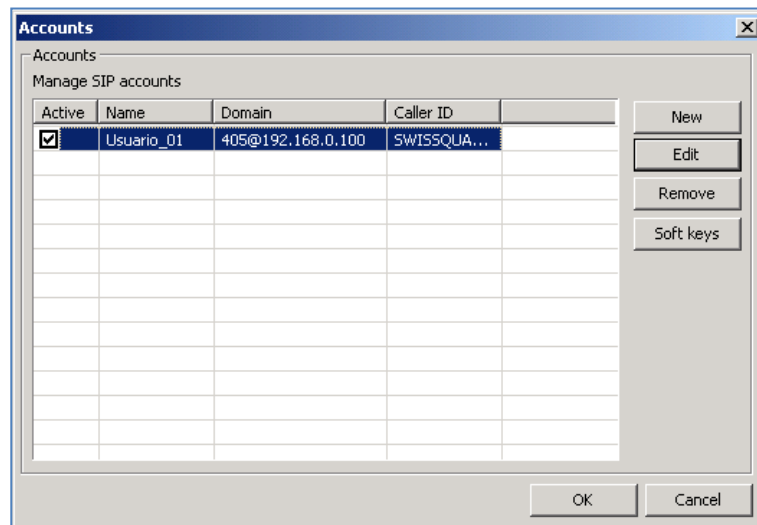 Accounts
Accounts
Manage SIP accounts
Active Name Domain Caller ID
Usuario_01 405@192.168.0.100 SWISSQUA...
New
Edit
Remove
Soft keys
OK Cancel